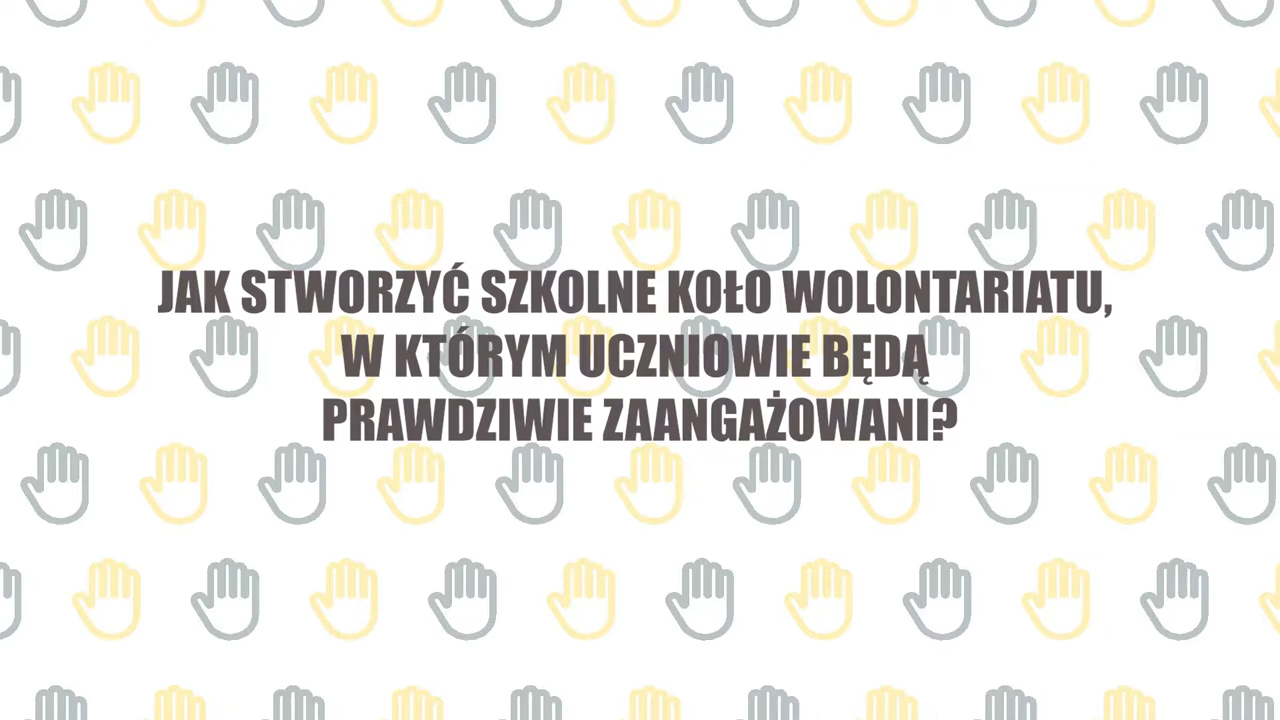 JAK STWORZYĆ SZKOLNE KOŁO WOLONTARIATU,
W KTÓRYM UCZNIOWIE BĘDĄ
PRAWDZIWIE ZAANGAŻOWANI?